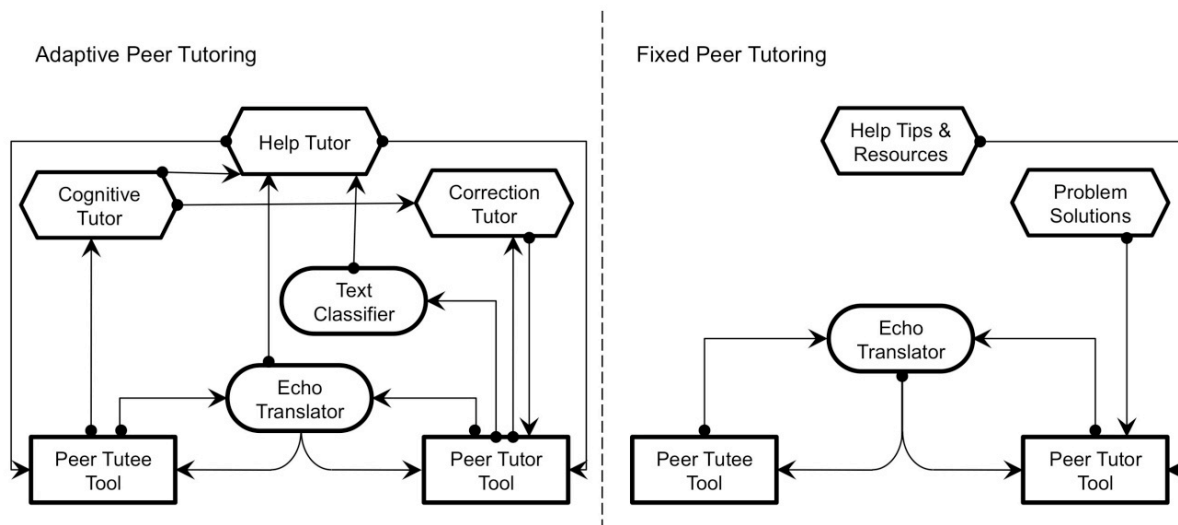 Adaptive Peer Tutoring
Help Tutor
Cognitive
Tutor
Correction
Tutor
Text
Classifier
Echo
Translator
Peer Tutee
Tool
Peer Tutor
Tool
Fixed Peer Tutoring
Help Tips &
Resources
Problem
Solutions
Echo
Translator
Peer Tutee
Tool
Peer Tutor
Tool